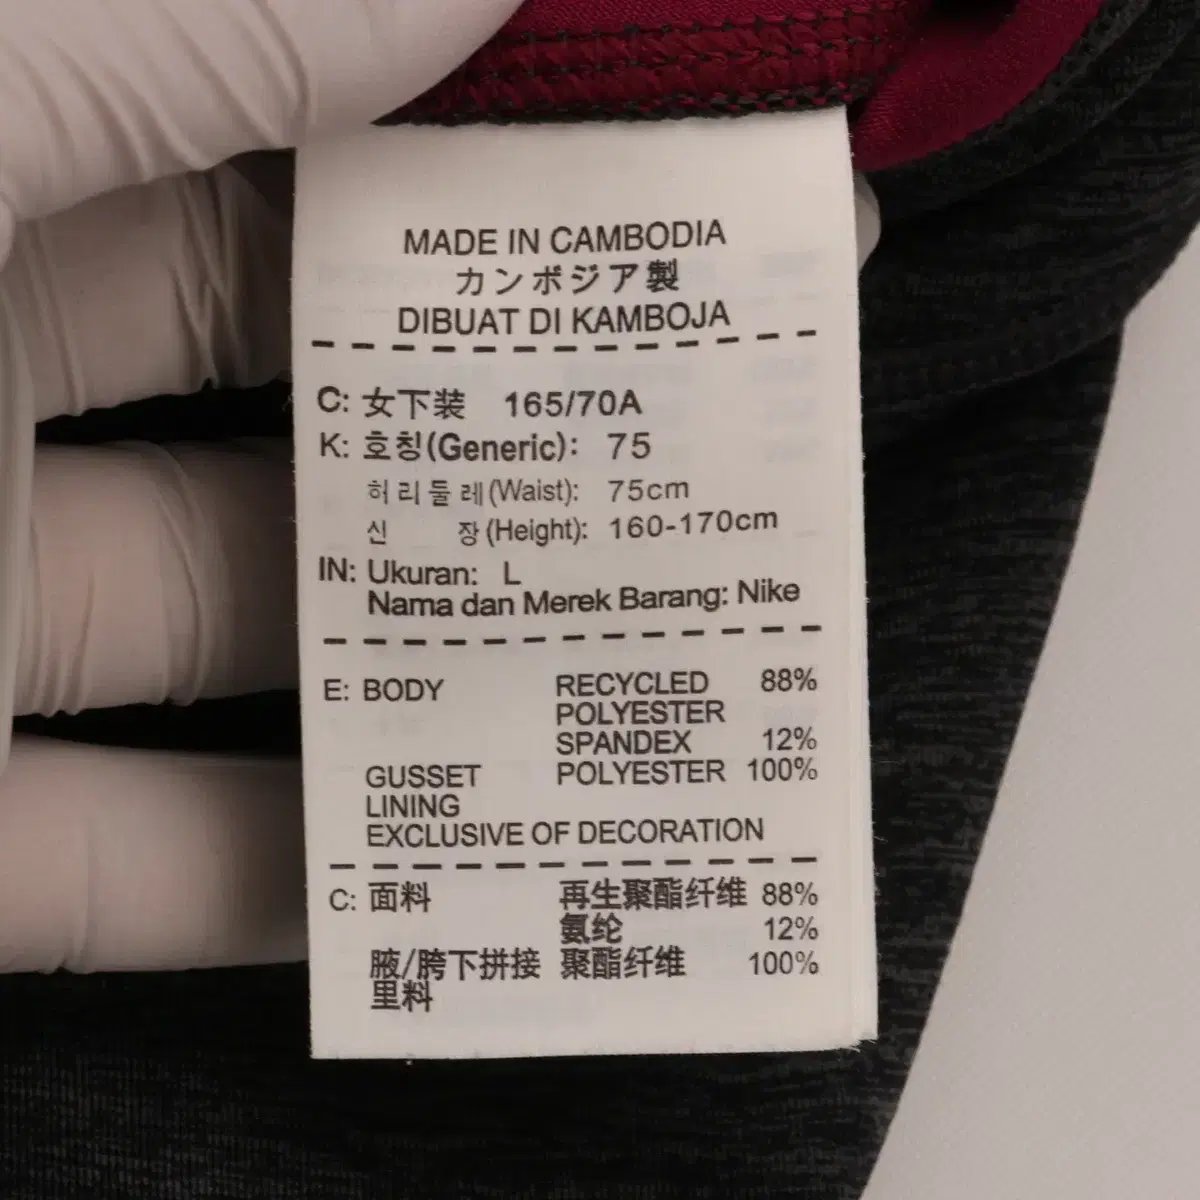 MADE IN CAMBODIA
カンボジア製
DIBUAT DI KAMBOJA
C: 女下装 165/70A
K: 호칭(Generic): 75
허리둘레(Waist): 75cm
신 장(Height): 160-170cm
IN: Ukuran: L
Nama dan Merek Barang: Nike
E: BODY RECYCLED 88%
POLYESTER
SPANDEX 12%
GUSSET POLYESTER 100%
LINING
EXCLUSIVE OF DECORATION
C: 面料 再生聚酯纤维 88%
氨纶 12%
腋/胯下拼接 聚酯纤维 100%
里料